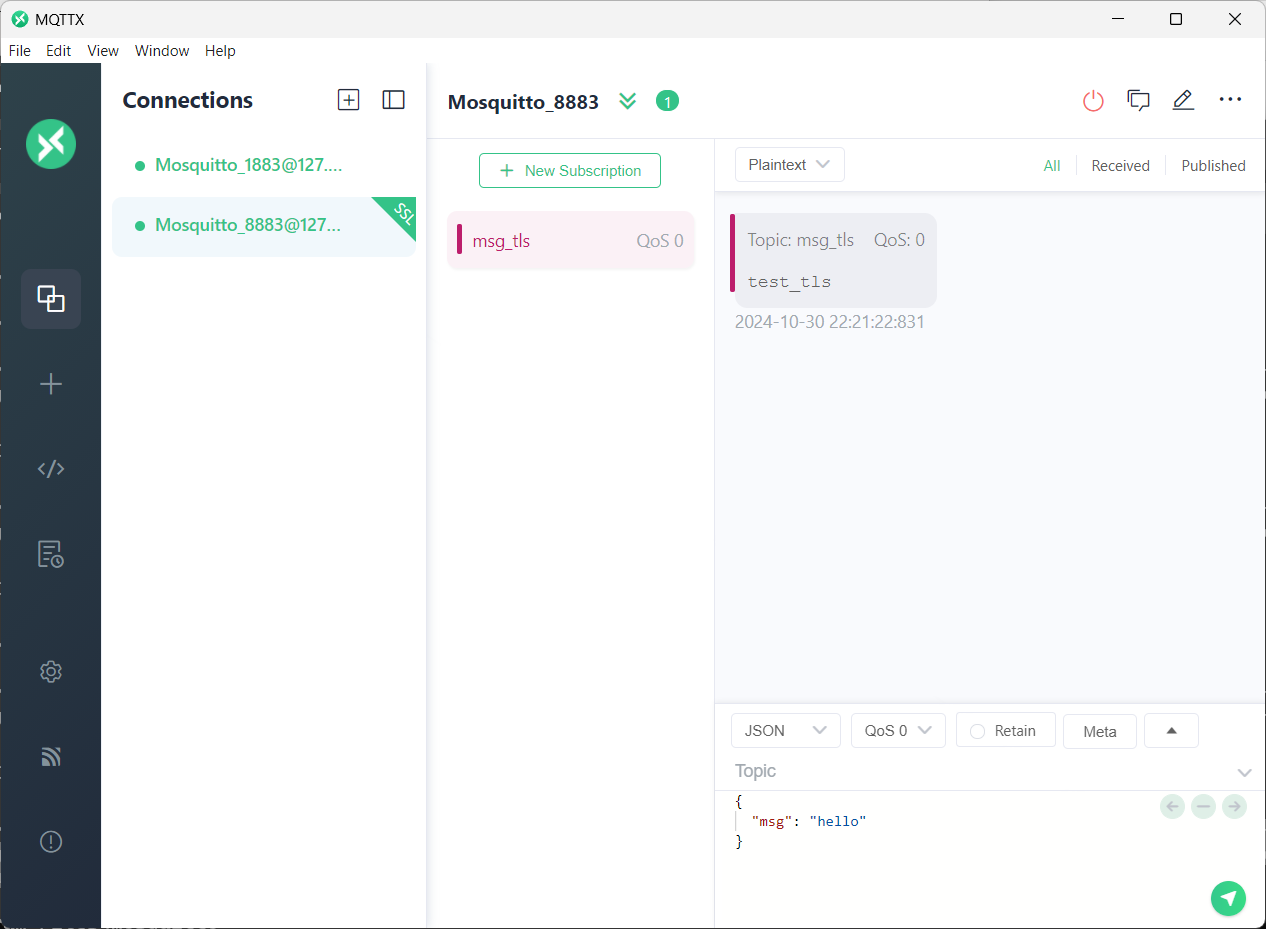 MQTTX
File Edit View Window Help
Connections
Mosquitto_1883@127....
Mosquitto_8883@127...
SSL
Mosquitto_8883
1
New Subscription
msg_tls QoS 0
Plaintext
All Received Published
Topic: msg_tls QoS: 0
test_tls
2024-10-30 22:21:22:831
JSON QoS 0 Retain Meta
Topic
{
"msg": "hello"
}